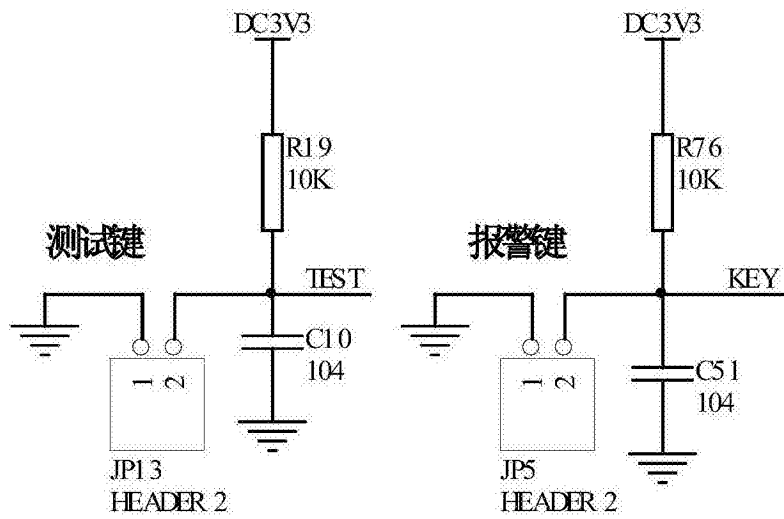 DC3V3
R19
10K
测试键
TEST
C10
104
1 2
JP13
HEADER 2
DC3V3
R76
10K
报警键
KEY
C51
104
1 2
JP5
HEADER 2